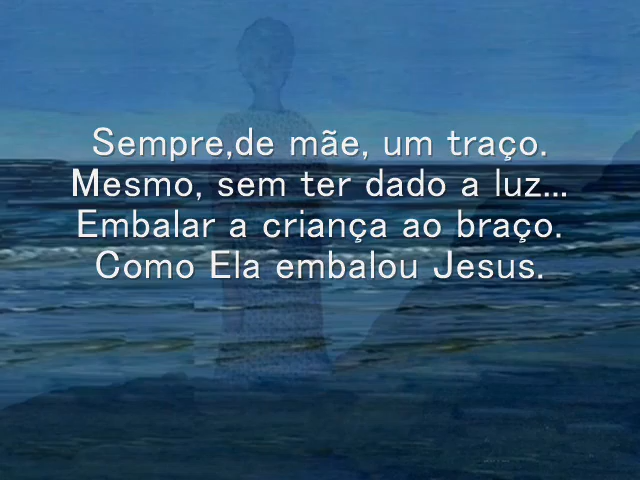 Sempre,de mãe, um traço.
Mesmo, sem ter dado a luz...
Embalar a criança ao braço.
Como Ela embalou Jesus.